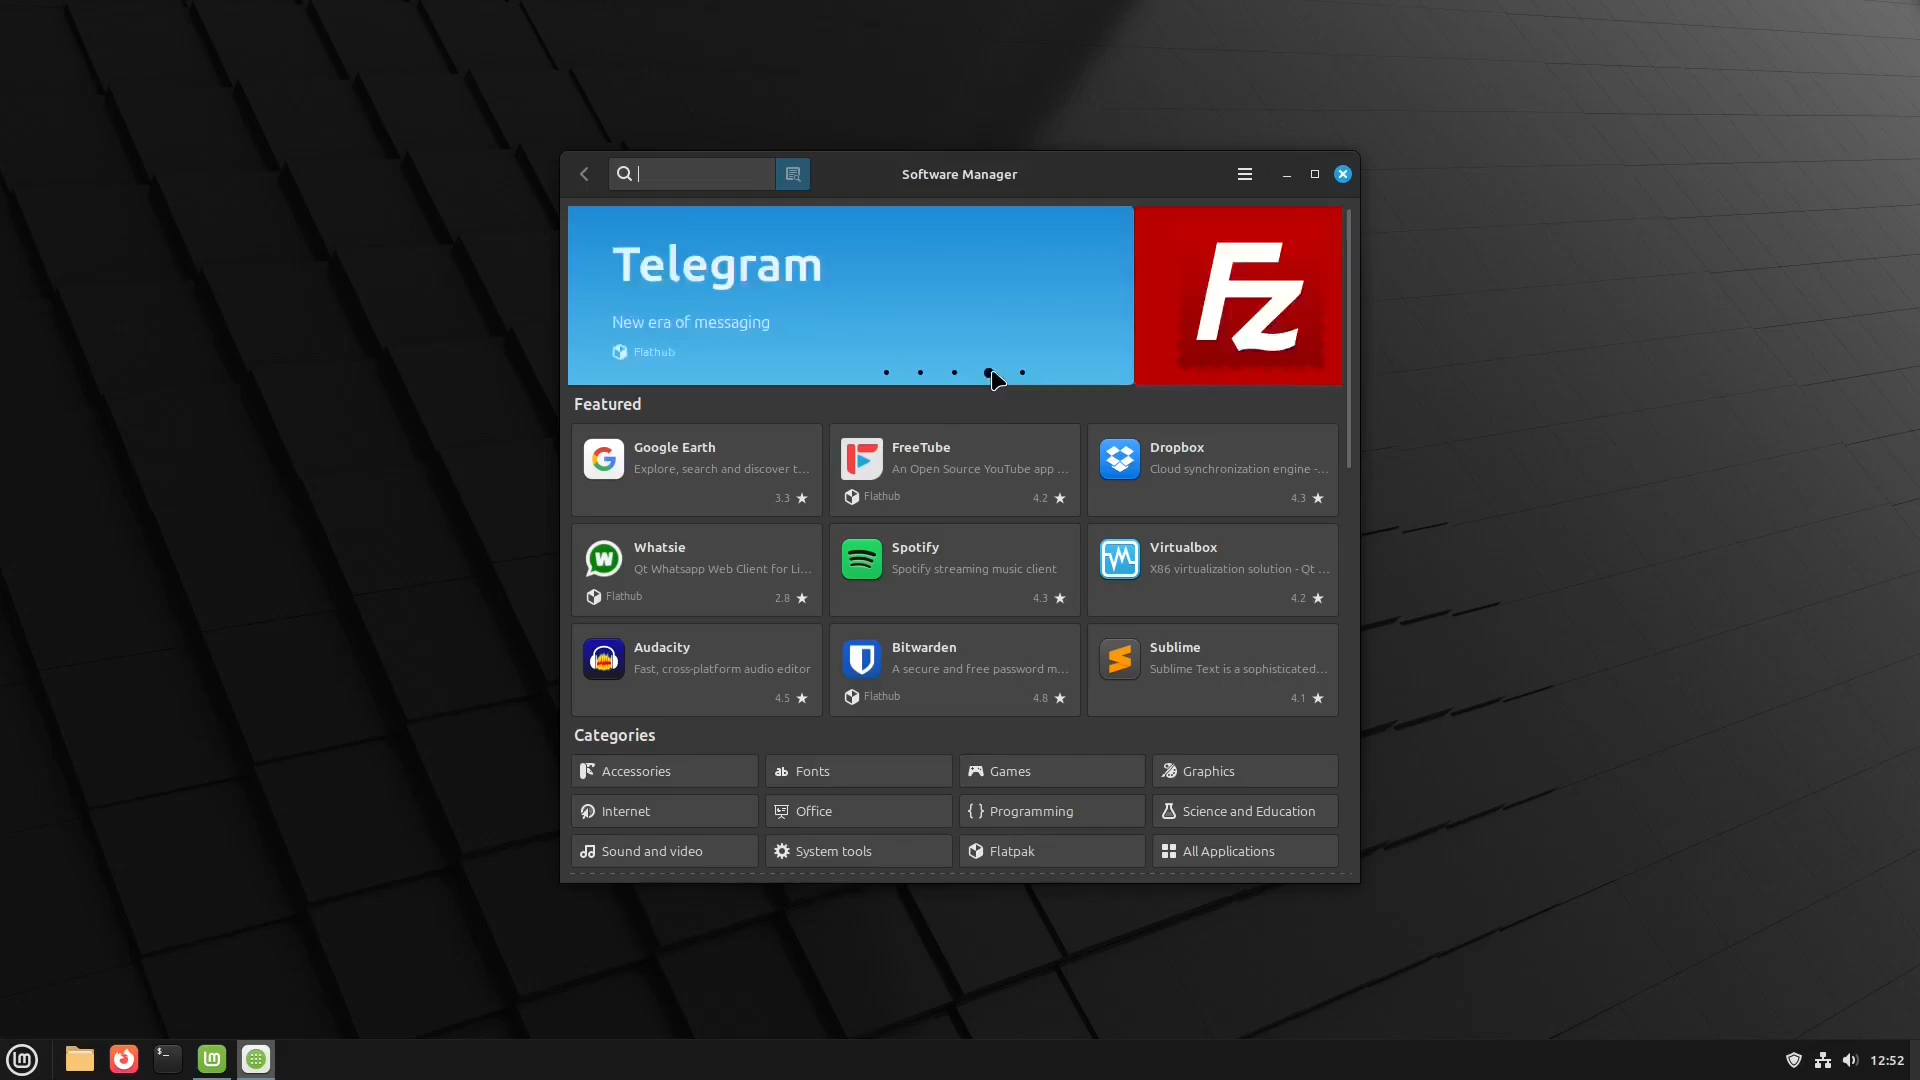 Software Manager
Telegram
New era of messaging
Flathub
FZ
Featured
Google Earth
Explore, search and discover t...
3.3 ★
FreeTube
An Open Source YouTube app ...
Flathub
4.2 ★
Dropbox
Cloud synchronization engine -...
4.3 ★
Whatsie
Qt Whatsapp Web Client for Li...
Flathub
2.8 ★
Spotify
Spotify streaming music client
4.3 ★
Virtualbox
X86 virtualization solution - Qt ...
4.2 ★
Audacity
Fast, cross-platform audio editor
4.5 ★
Bitwarden
A secure and free password m...
Flathub
4.8 ★
Sublime
Sublime Text is a sophisticated...
4.1 ★
Categories
Accessories
ab Fonts
Games
Graphics
Internet
Office
{ } Programming
Science and Education
Sound and video
System tools
Flatpak
All Applications
12:52